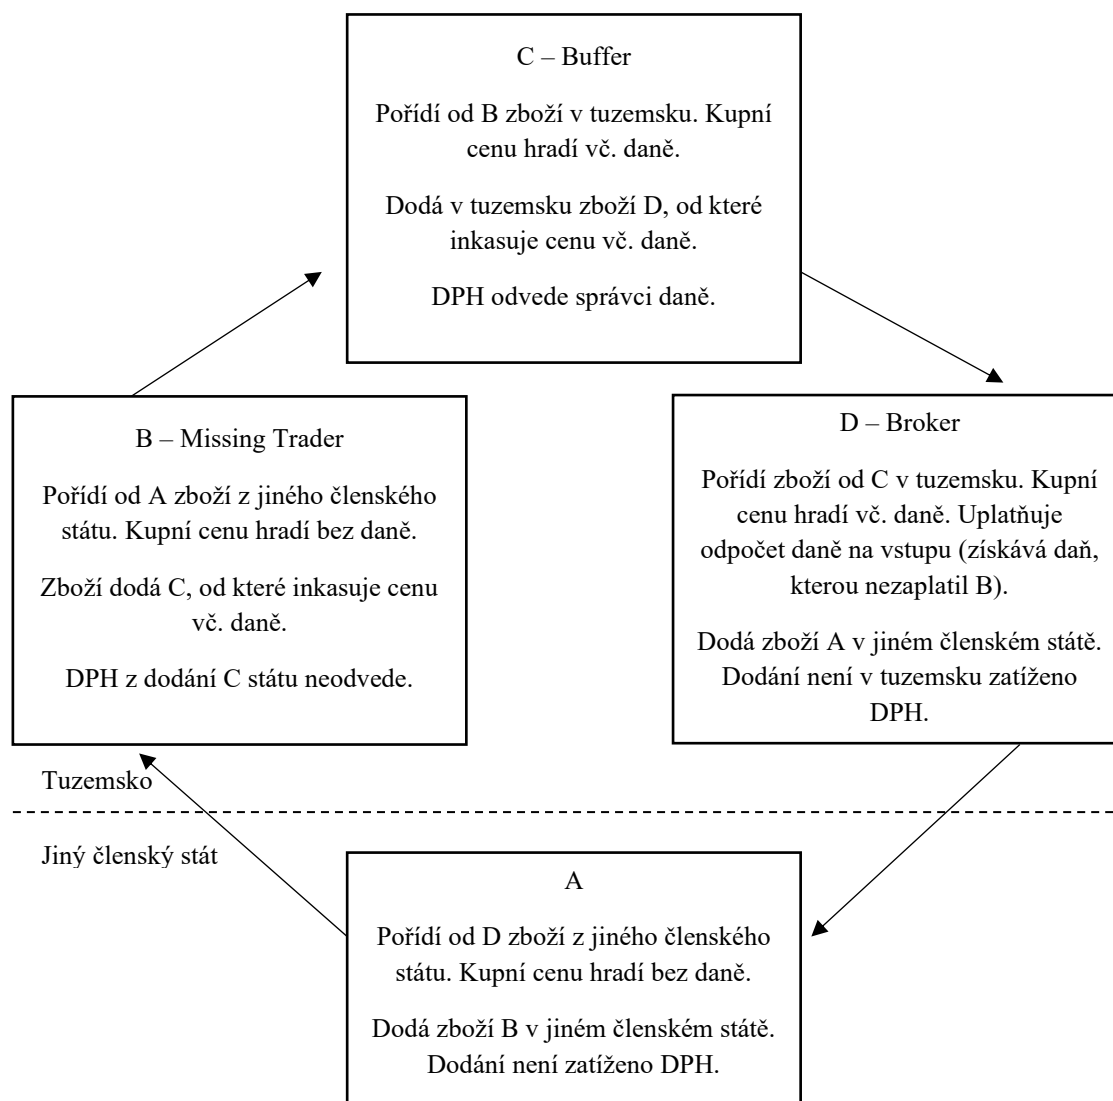 C – Buffer
Pořídí od B zboží v tuzemsku. Kupní
cenu hradí vč. daně.
Dodá v tuzemsku zboží D, od které
inkasuje cenu vč. daně.
DPH odvede správci daně.
B – Missing Trader
Pořídí od A zboží z jiného členského
státu. Kupní cenu hradí bez daně.
Zboží dodá C, od které inkasuje cenu
vč. daně.
DPH z dodání C státu neodvede.
D – Broker
Pořídí zboží od C v tuzemsku. Kupní
cenu hradí vč. daně. Uplatňuje
odpočet daně na vstupu (získává daň,
kterou nezaplatil B).
Dodá zboží A v jiném členském státě.
Dodání není v tuzemsku zatíženo
DPH.
Tuzemsko
Jiný členský stát
A
Pořídí od D zboží z jiného členského
státu. Kupní cenu hradí bez daně.
Dodá zboží B v jiném členském státě.
Dodání není zatíženo DPH.